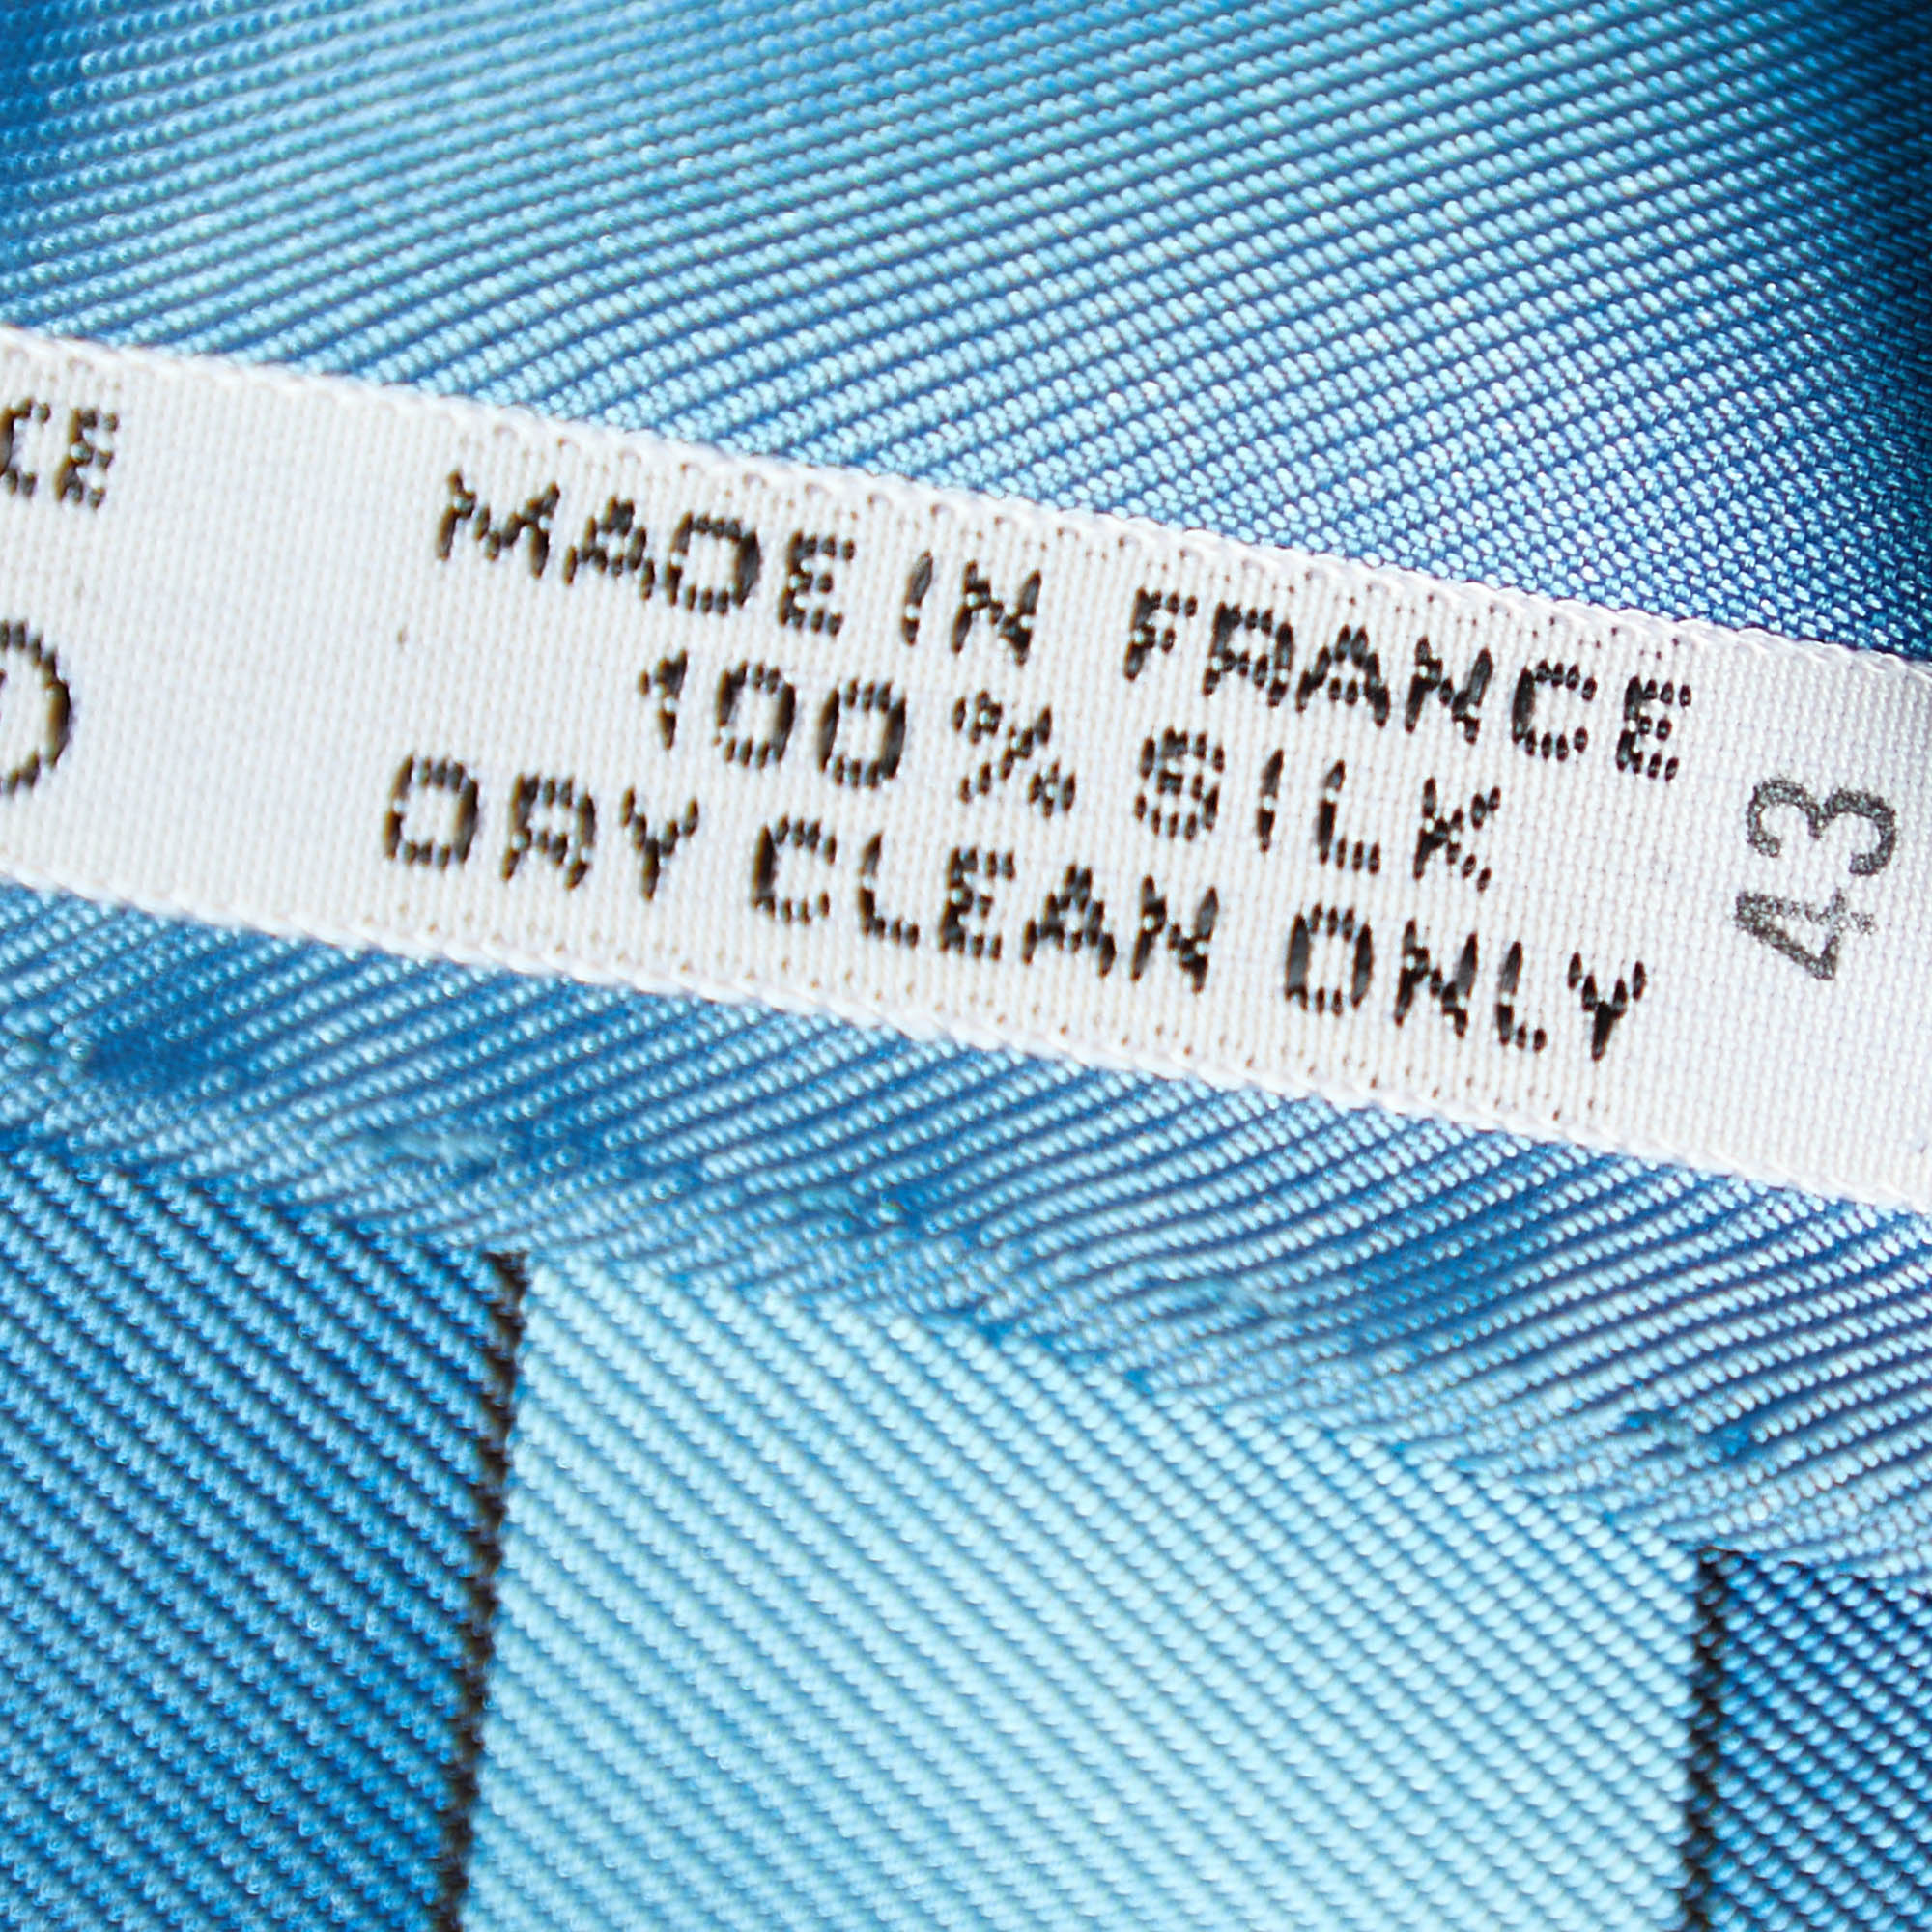 MADE IN FRANCE
100% SILK
DRY CLEAN ONLY
43